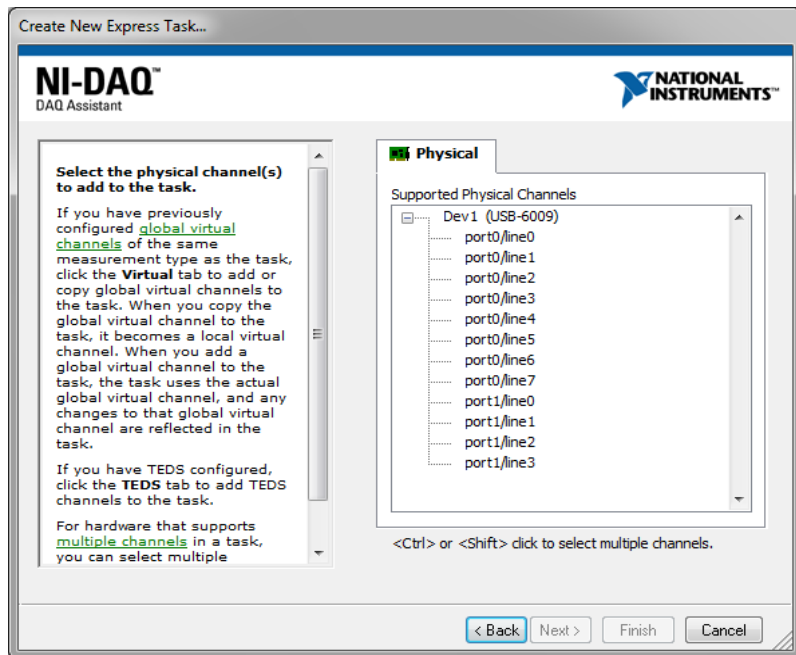 Create New Express Task...
NI-DAQ™
DAQ Assistant
NATIONAL
INSTRUMENTS™
Select the physical channel(s)
to add to the task.
If you have previously
configured global virtual
channels of the same
measurement type as the task,
click the Virtual tab to add or
copy global virtual channels to
the task. When you copy the
global virtual channel to the
task, it becomes a local virtual
channel. When you add a
global virtual channel to the
task, the task uses the actual
global virtual channel, and any
changes to that global virtual
channel are reflected in the
task.
If you have TEDS configured,
click the TEDS tab to add TEDS
channels to the task.
For hardware that supports
multiple channels in a task,
you can select multiple
Physical
Supported Physical Channels
Dev1 (USB-6009)
port0/line0
port0/line1
port0/line2
port0/line3
port0/line4
port0/line5
port0/line6
port0/line7
port1/line0
port1/line1
port1/line2
port1/line3
<Ctrl> or <Shift> click to select multiple channels.
< Back
Next >
Finish
Cancel